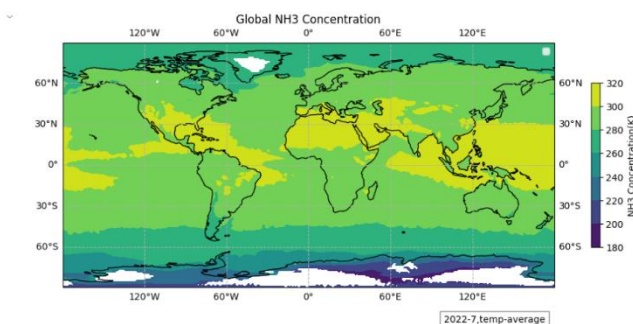 Global NH3 Concentration
120°W 60°W 0° 60°E 120°E
60°N 60°N
30°N 30°N
0° 0°
30°S 30°S
60°S 60°S
120°W 60°W 0° 60°E 120°E
320
300
280
260
240
220
200
180
NH3 Concentration(K)
2022-7,temp-average